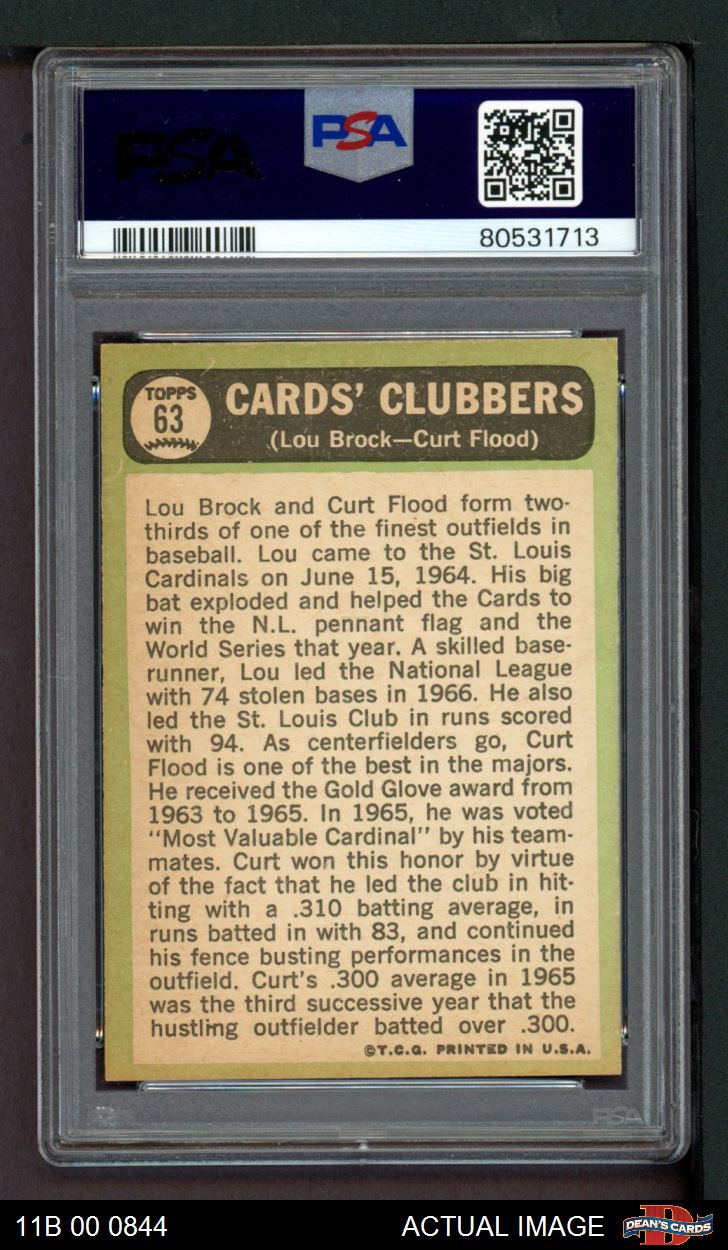 PSA
PSA
80531713
TOPPS
63
CARDS' CLUBBERS
(Lou Brock—Curt Flood)
Lou Brock and Curt Flood form two-
thirds of one of the finest outfields in
baseball. Lou came to the St. Louis
Cardinals on June 15, 1964. His big
bat exploded and helped the Cards to
win the N.L. pennant flag and the
World Series that year. A skilled base-
runner, Lou led the National League
with 74 stolen bases in 1966. He also
led the St. Louis Club in runs scored
with 94. As centerfielders go, Curt
Flood is one of the best in the majors.
He received the Gold Glove award from
1963 to 1965. In 1965, he was voted
"Most Valuable Cardinal" by his team-
mates. Curt won this honor by virtue
of the fact that he led the club in hit-
ting with a .310 batting average, in
runs batted in with 83, and continued
his fence busting performances in the
outfield. Curt's .300 average in 1965
was the third successive year that the
hustling outfielder batted over .300.
©T.C.G. PRINTED IN U.S.A.
PSA
11B 00 0844
ACTUAL IMAGE
DEAN'S CARDS